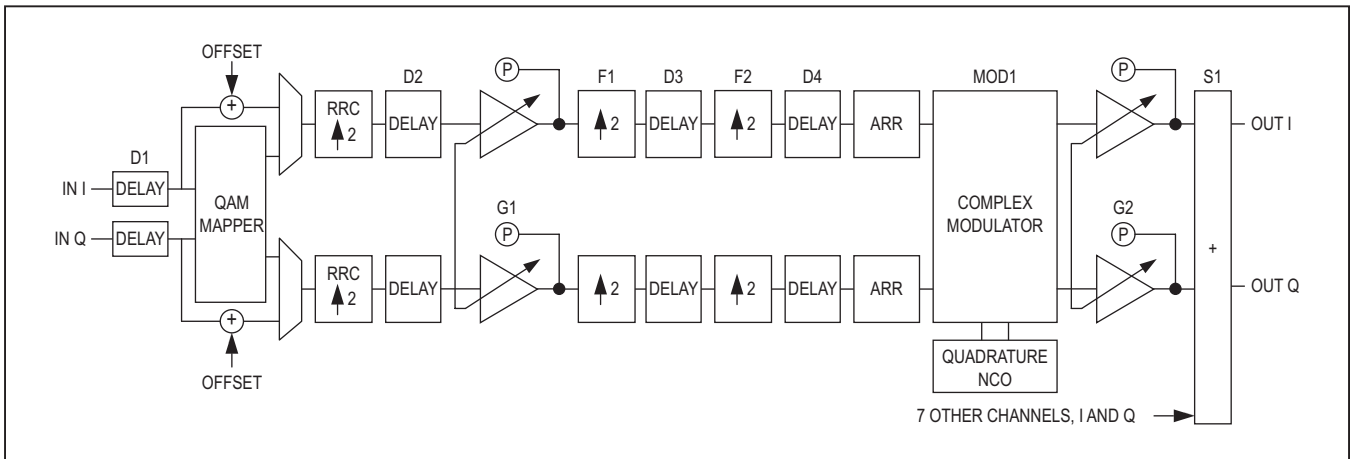 OFFSET
D1
IN I
DELAY
IN Q
DELAY
+
QAM
MAPPER
+
OFFSET
RRC
2
RRC
2
D2
DELAY
DELAY
P
G1
P
F1
2
2
D3
DELAY
DELAY
F2
2
2
D4
DELAY
DELAY
ARR
ARR
MOD1
COMPLEX
MODULATOR
QUADRATURE
NCO
P
G2
P
S1
+
OUT I
OUT Q
7 OTHER CHANNELS, I AND Q